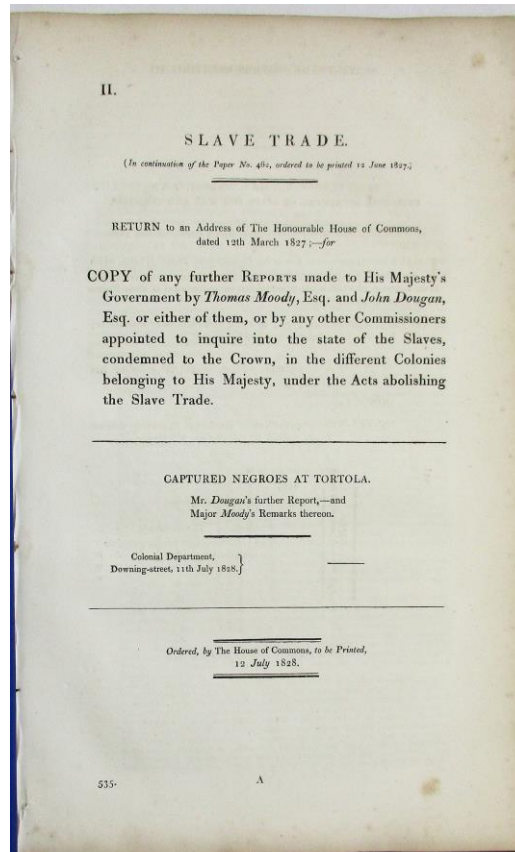 II.
SLAVE TRADE.
(In continuation of the Paper No. 462, ordered to be printed 12 June 1827.)
RETURN to an Address of The Honourable House of Commons,
dated 12th March 1827;—for
COPY of any further REPORTS made to His Majesty's
Government by Thomas Moody, Esq. and John Dougan,
Esq. or either of them, or by any other Commissioners
appointed to inquire into the state of the Slaves,
condemned to the Crown, in the different Colonies
belonging to His Majesty, under the Acts abolishing
the Slave Trade.
CAPTURED NEGROES AT TORTOLA.
Mr. Dougan's further Report,—and
Major Moody's Remarks thereon.
Colonial Department,
Downing-street, 11th July 1828.}
Ordered, by The House of Commons, to be Printed,
12 July 1828.
535.
A